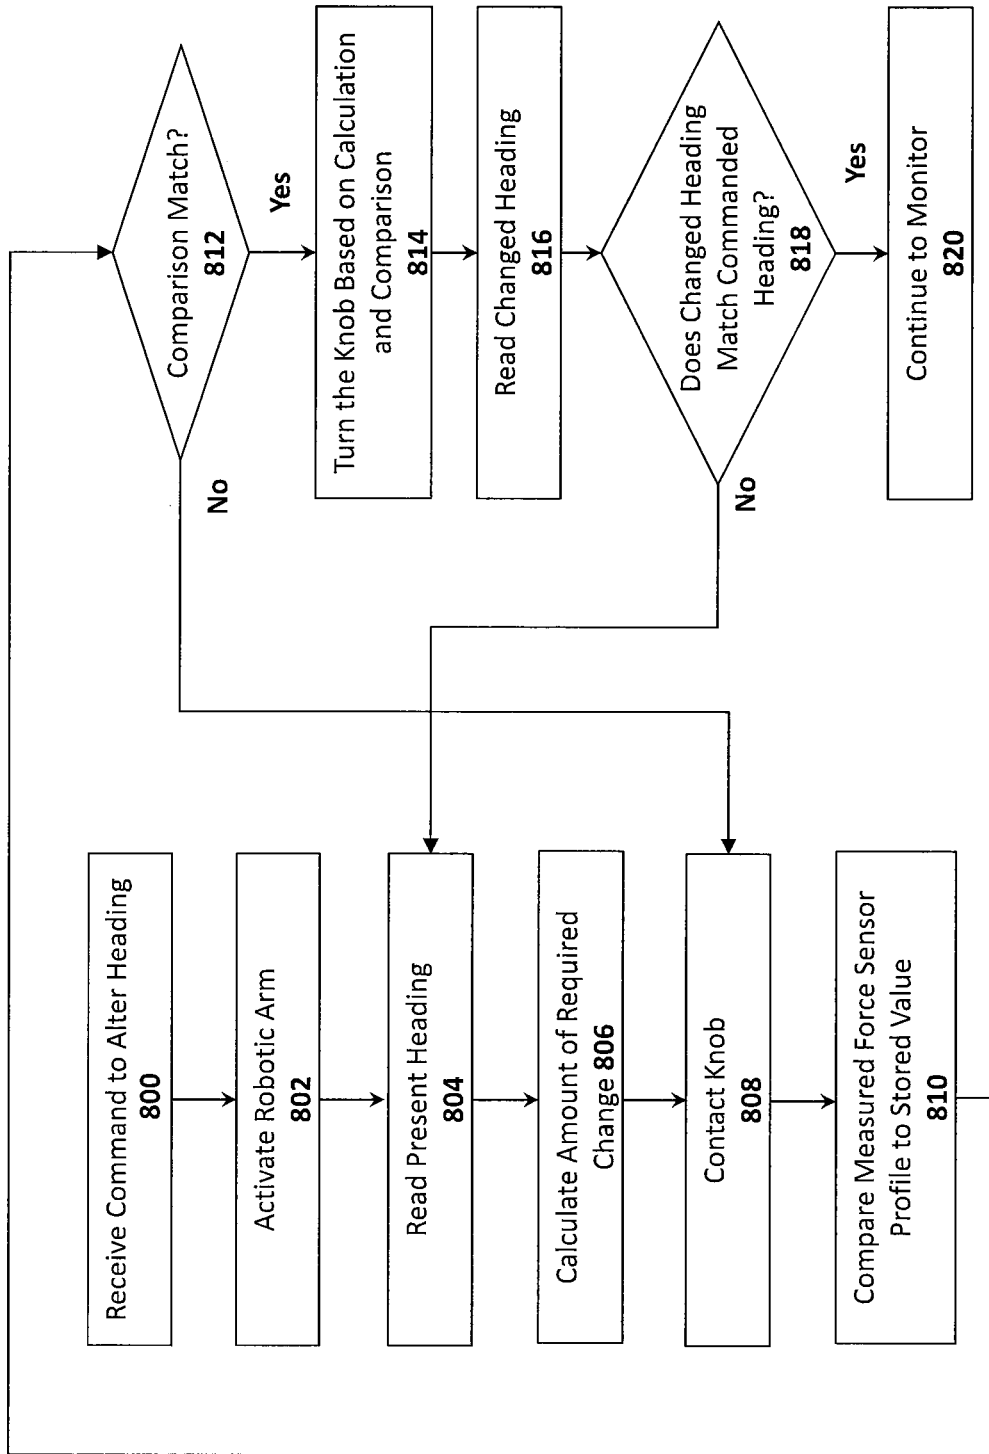 Receive Command to Alter Heading
800
Activate Robotic Arm
802
Read Present Heading
804
Calculate Amount of Required
Change 806
Contact Knob
808
Compare Measured Force Sensor
Profile to Stored Value
810
Comparison Match?
812
No
Yes
Turn the Knob Based on Calculation
and Comparison
814
Read Changed Heading
816
Does Changed Heading
Match Commanded
Heading?
818
No
Yes
Continue to Monitor
820